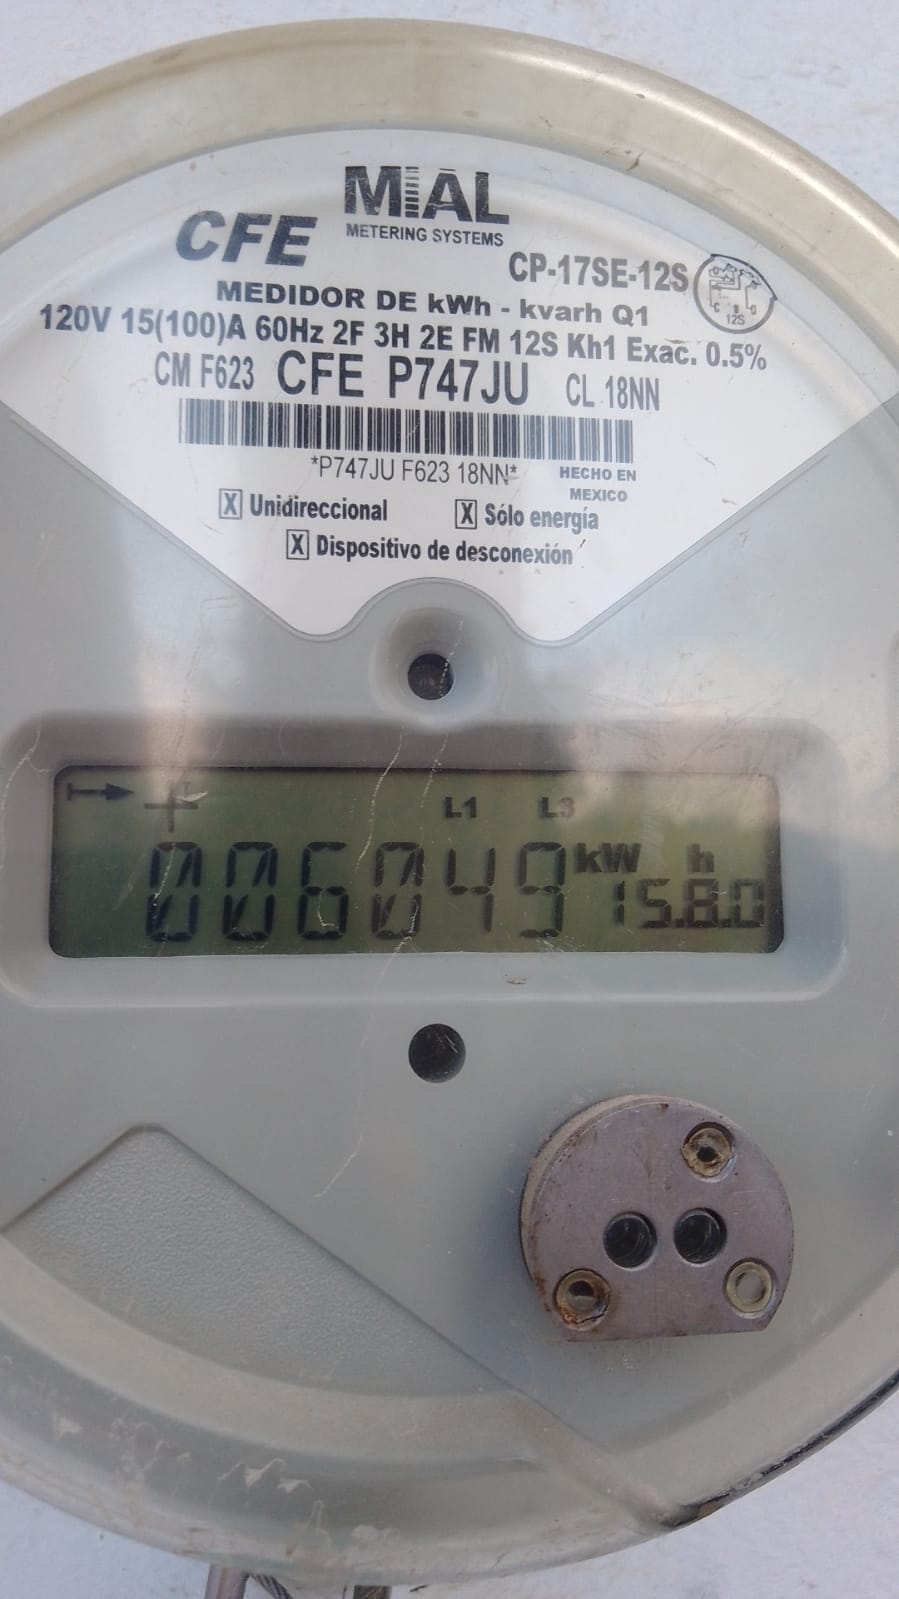 MIAL
METERING SYSTEMS
CFE
CP-17SE-12S
12S
MEDIDOR DE kWh - kvarh Q1
120V 15(100)A 60Hz 2F 3H 2E FM 12S Kh1 Exac. 0.5%
CM F623 CFE P747JU CL 18NN
*P747JU F623 18NN*
HECHO EN
MEXICO
X Unidireccional X Sólo energía
X Dispositivo de desconexión
L1 L3
006049 kW h
15.8.0